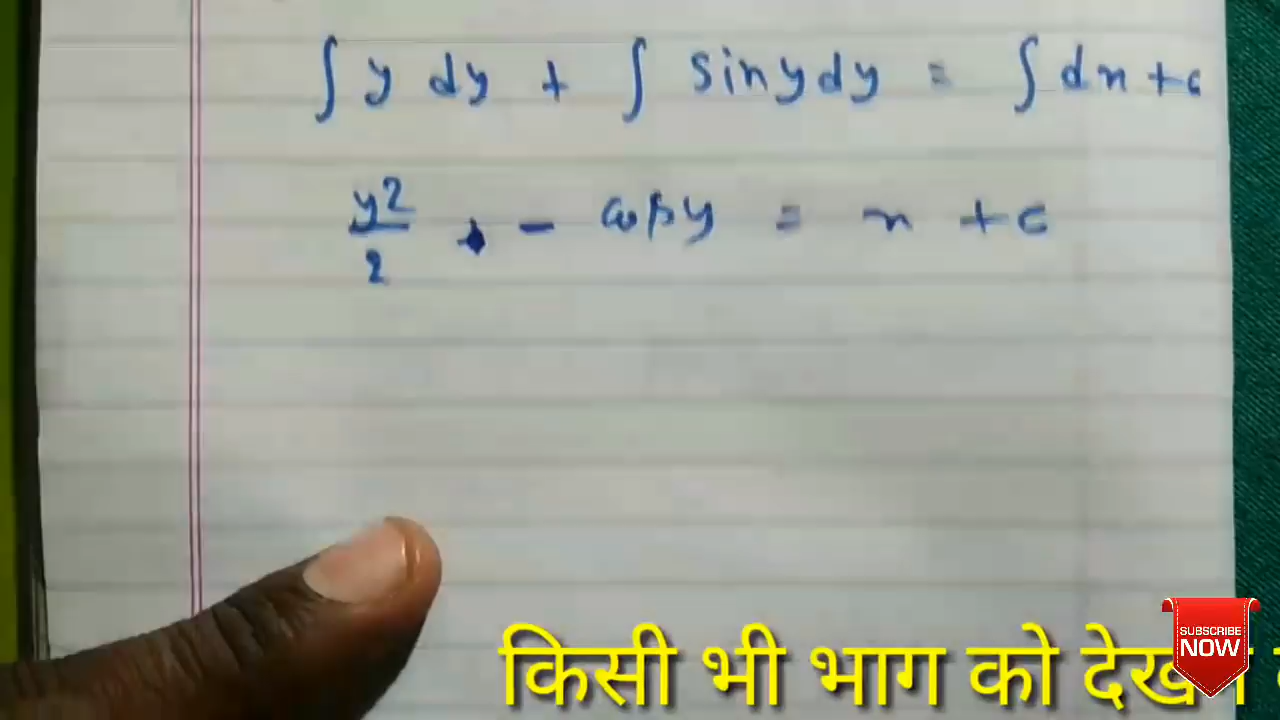 ∫ y dy + ∫ sin y dy = ∫ dx + c
y2/2 - cos y = x + c
किसी भी भाग को
SUBSCRIBE
NOW